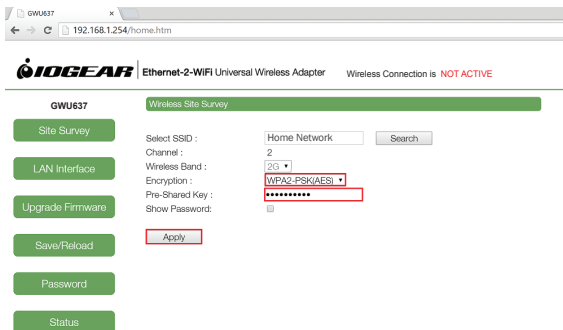 GWU637
192.168.1.254/home.htm
IOGEAR Ethernet-2-WiFi Universal Wireless Adapter Wireless Connection is NOT ACTIVE
GWU637
Wireless Site Survey
Site Survey
LAN Interface
Upgrade Firmware
Save/Reload
Password
Status
Select SSID : Home Network Search
Channel : 2
Wireless Band : 2G
Encryption : WPA2-PSK(AES)
Pre-Shared Key : ••••••••••
Show Password:
Apply